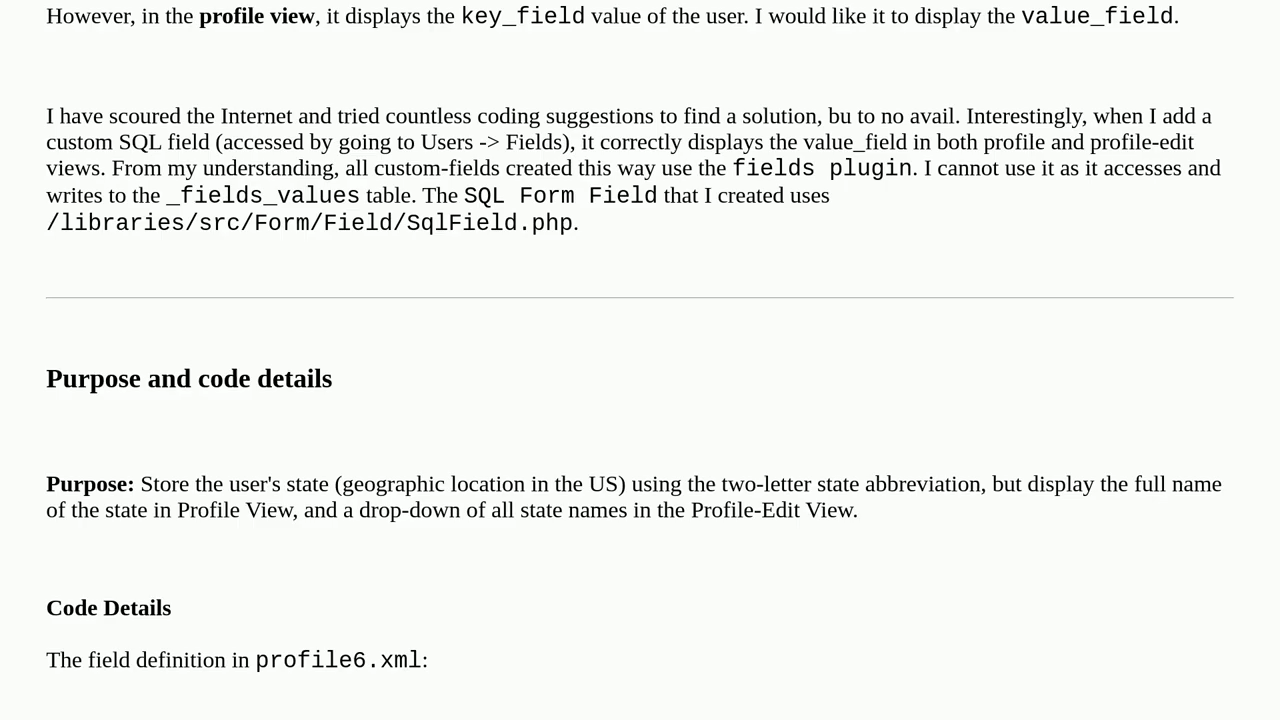 However, in the profile view, it displays the key_field value of the user. I would like it to display the value_field.
I have scoured the Internet and tried countless coding suggestions to find a solution, bu to no avail. Interestingly, when I add a
custom SQL field (accessed by going to Users -> Fields), it correctly displays the value_field in both profile and profile-edit
views. From my understanding, all custom-fields created this way use the fields plugin. I cannot use it as it accesses and
writes to the _fields_values table. The SQL Form Field that I created uses
/libraries/src/Form/Field/SqlField.php.
Purpose and code details
Purpose: Store the user's state (geographic location in the US) using the two-letter state abbreviation, but display the full name
of the state in Profile View, and a drop-down of all state names in the Profile-Edit View.
Code Details
The field definition in profile6.xml: